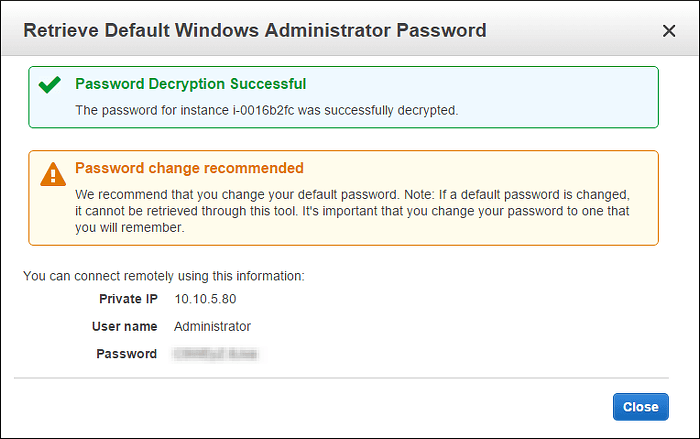 Retrieve Default Windows Administrator Password
Password Decryption Successful
The password for instance i-0016b2fc was successfully decrypted.
Password change recommended
We recommend that you change your default password. Note: If a default password is changed,
it cannot be retrieved through this tool. It's important that you change your password to one that
you will remember.
You can connect remotely using this information:
Private IP 10.10.5.80
User name Administrator
Password
Close